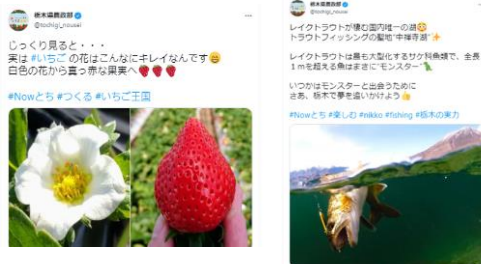 栃木県農政部
@tochigi_nousei
じっくり見ると・・・
実は #いちご の花はこんなにキレイなんです😄
白色の花から真っ赤な果実へ🍓🍓🍓
#Nowとち #つくる #いちご王国
栃木県農政部
@tochigi_nousei
レイクトラウトが棲む国内唯一の湖😳
トラウトフィッシングの聖地"中禅寺湖"✨
レイクトラウトは最も大型化するサケ科魚類で、全長
１ｍを超える魚はまさに"モンスター"🦖
いつかはモンスターと出会うために
さあ、栃木で夢を追いかけよう👍
#Nowとち #楽しむ #nikko #fishing #栃木の実力